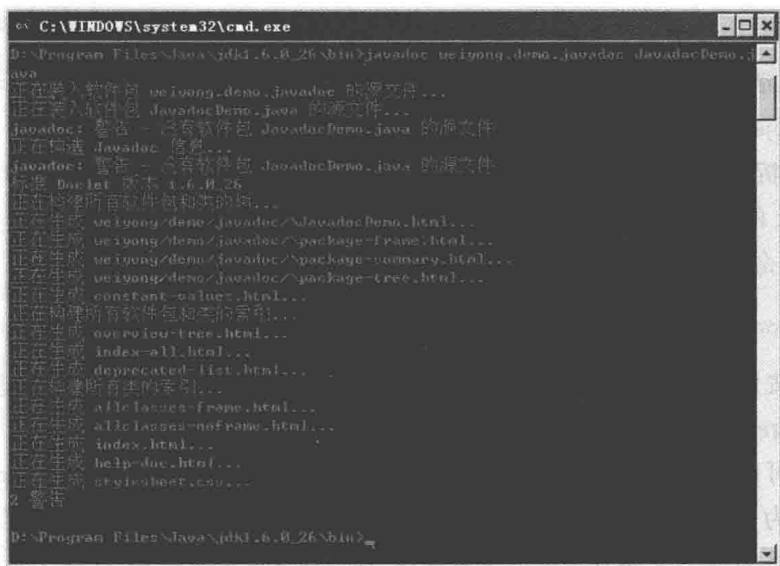 C:\WINDOWS\system32\cmd.exe
D:\Program Files\Java\jdk1.6.0_26\bin>javadoc weiyong.demo.javadoc JavadocDemo.j
ava
正在装入软件包 weiyong.demo.javadoc 的源文件...
正在装入软件包 JavadocDemo.java 的源文件...
javadoc: 警告 - 没有软件包 JavadocDemo.java 的源文件
正在构造 Javadoc 信息...
javadoc: 警告 - 没有软件包 JavadocDemo.java 的源文件
标准 Doclet 版本 1.6.0_26
正在构建所有软件包和类的树...
正在生成 weiyong/demo/javadoc/\JavadocDemo.html...
正在生成 weiyong/demo/javadoc/\package-frame.html...
正在生成 weiyong/demo/javadoc/\package-summary.html...
正在生成 weiyong/demo/javadoc/\package-tree.html...
正在生成 constant-values.html...
正在构建所有软件包和类的索引...
正在生成 overview-tree.html...
正在生成 index-all.html...
正在生成 deprecated-list.html...
正在构建所有类的索引...
正在生成 allclasses-frame.html...
正在生成 allclasses-noframe.html...
正在生成 index.html...
正在生成 help-doc.html...
正在生成 stylesheet.css...
2 警告
D:\Program Files\Java\jdk1.6.0_26\bin>_